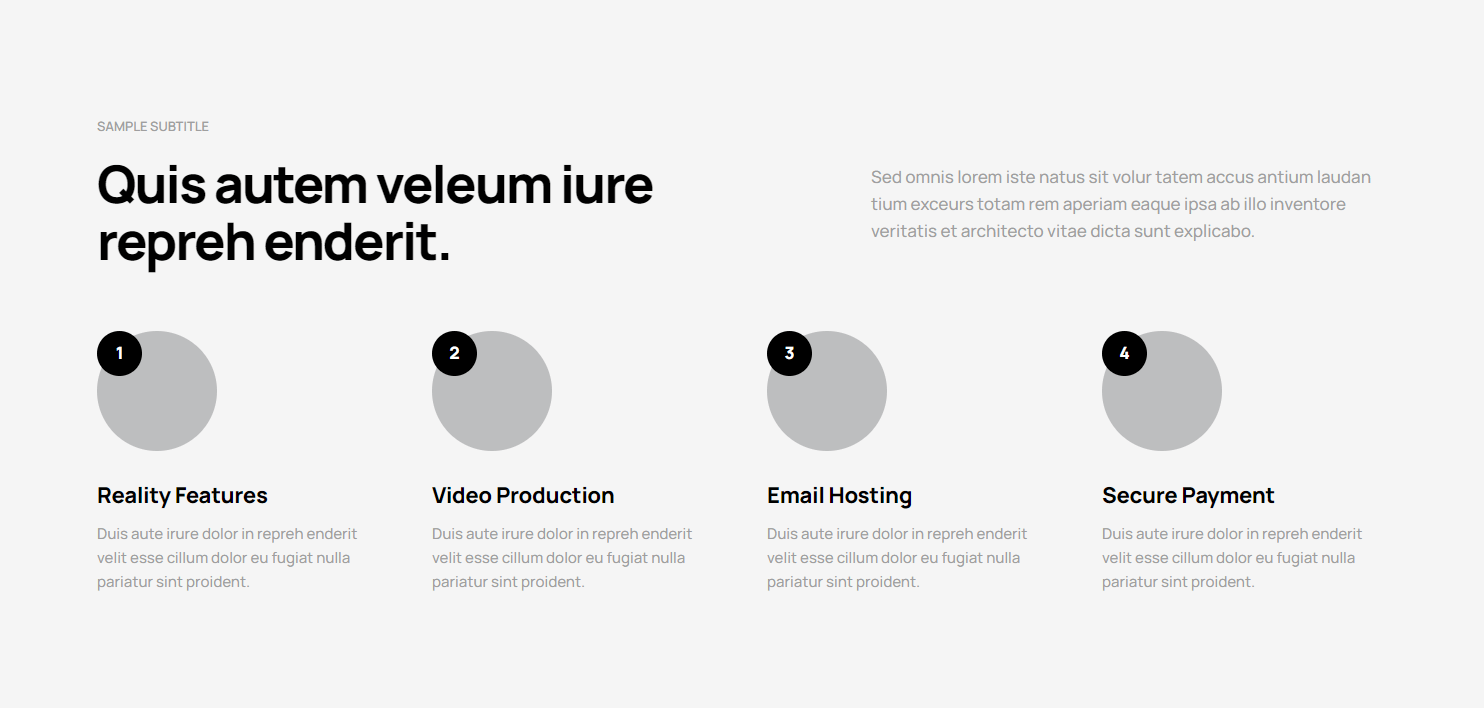 SAMPLE SUBTITLE
Quis autem veleum iure
repreh enderit.
Sed omnis lorem iste natus sit volur tatem accus antium laudan
tium exceurs totam rem aperiam eaque ipsa ab illo inventore
veritatis et architecto vitae dicta sunt explicabo.
1
Reality Features
Duis aute irure dolor in repreh enderit
velit esse cillum dolor eu fugiat nulla
pariatur sint proident.
2
Video Production
Duis aute irure dolor in repreh enderit
velit esse cillum dolor eu fugiat nulla
pariatur sint proident.
3
Email Hosting
Duis aute irure dolor in repreh enderit
velit esse cillum dolor eu fugiat nulla
pariatur sint proident.
4
Secure Payment
Duis aute irure dolor in repreh enderit
velit esse cillum dolor eu fugiat nulla
pariatur sint proident.